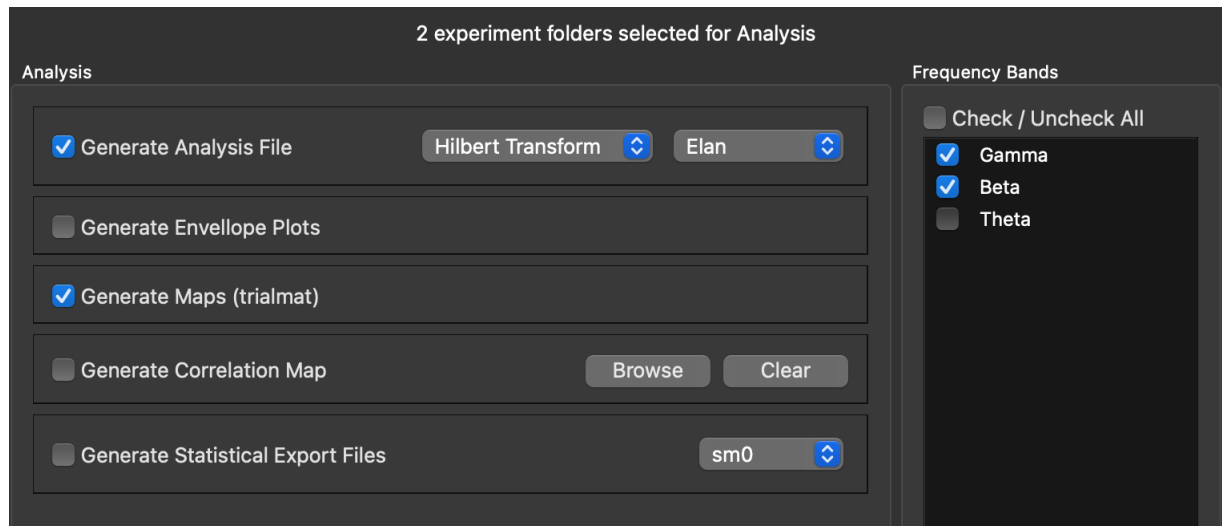 2 experiment folders selected for Analysis
Analysis
Generate Analysis File
Hilbert Transform
Elan
Generate Envellope Plots
Generate Maps (trialmat)
Generate Correlation Map
Browse
Clear
Generate Statistical Export Files
sm0
Frequency Bands
Check / Uncheck All
Gamma
Beta
Theta